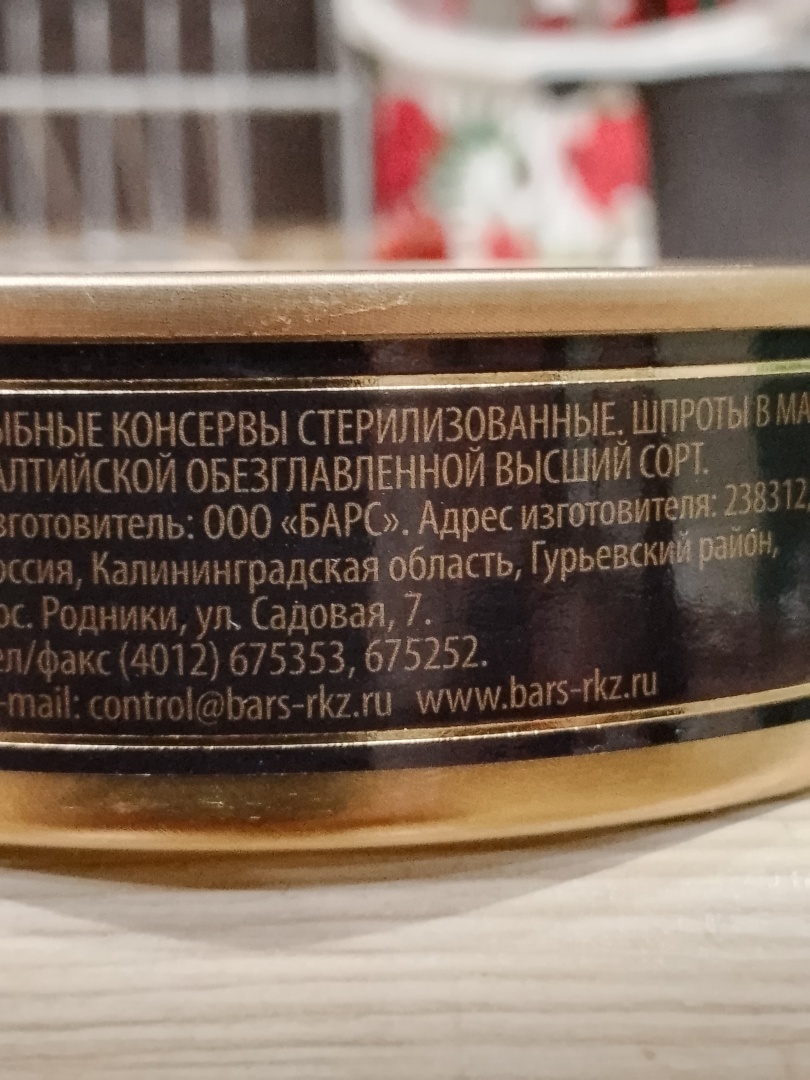 ЫБНЫЕ КОНСЕРВЫ СТЕРИЛИЗОВАННЫЕ. ШПРОТЫ В МА
АЛТИЙСКОЙ ОБЕЗГЛАВЛЕННОЙ ВЫСШИЙ СОРТ.
зготовитель: ООО «БАРС». Адрес изготовителя: 238312,
оссия, Калининградская область, Гурьевский район,
ос. Родники, ул. Садовая, 7.
ел/факс (4012) 675353, 675252.
-mail: control@bars-rkz.ru www.bars-rkz.ru